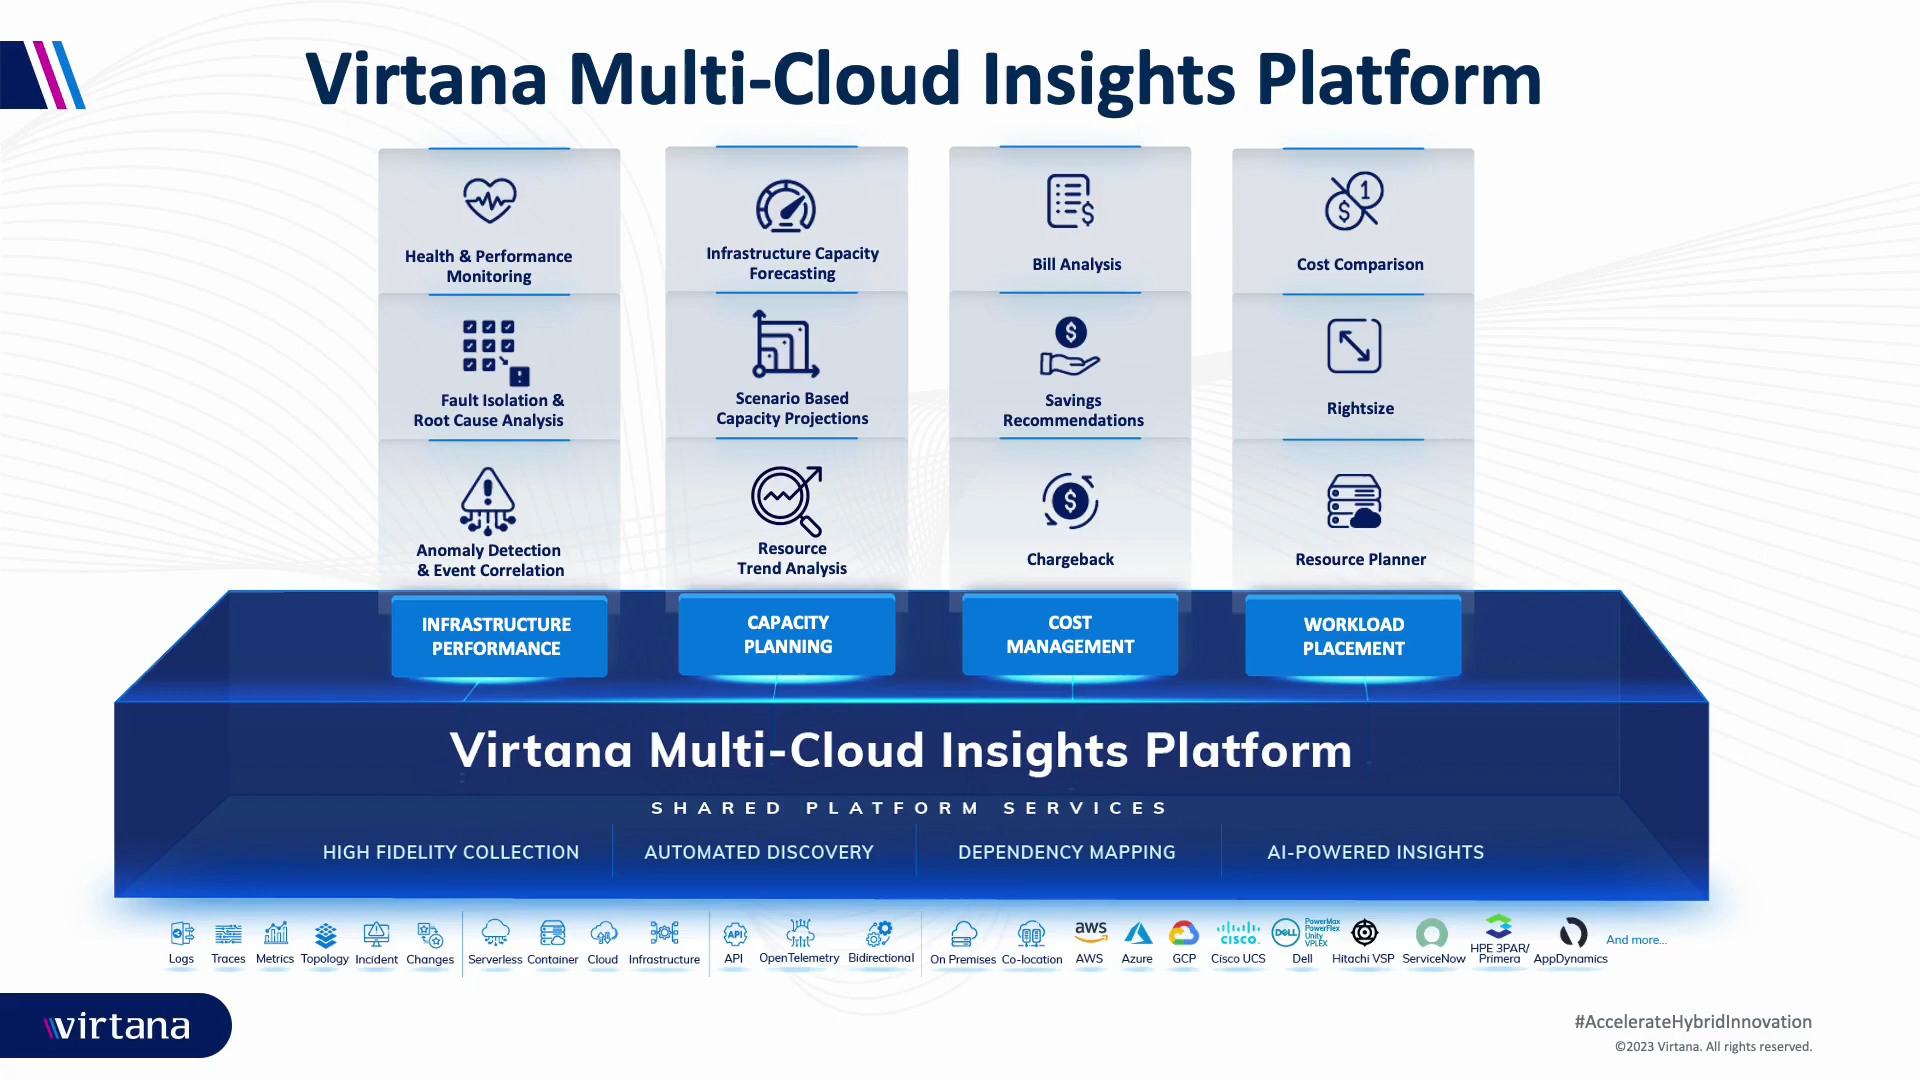 Virtana Multi-Cloud Insights Platform
Health & Performance
Monitoring
Infrastructure Capacity
Forecasting
Bill Analysis
Cost Comparison
Fault Isolation &
Root Cause Analysis
Scenario Based
Capacity Projections
Savings
Recommendations
Rightsize
Anomaly Detection
& Event Correlation
Resource
Trend Analysis
Chargeback
Resource Planner
INFRASTRUCTURE
PERFORMANCE
CAPACITY
PLANNING
COST
MANAGEMENT
WORKLOAD
PLACEMENT
Virtana Multi-Cloud Insights Platform
SHARED PLATFORM SERVICES
HIGH FIDELITY COLLECTION
AUTOMATED DISCOVERY
DEPENDENCY MAPPING
AI-POWERED INSIGHTS
Logs
Traces
Metrics
Topology
Incident
Changes
Serverless
Container
Cloud
Infrastructure
API
API
OpenTelemetry
Bidirectional
On Premises
Co-location
aws
AWS
Azure
GCP
CISCO
Cisco UCS
DELL
PowerMax
PowerFlex
Unity
VPLEX
Dell
Hitachi VSP
ServiceNow
HPE 3PAR/
Primera
AppDynamics
And more...
virtana
#AccelerateHybridInnovation
©2023 Virtana. All rights reserved.